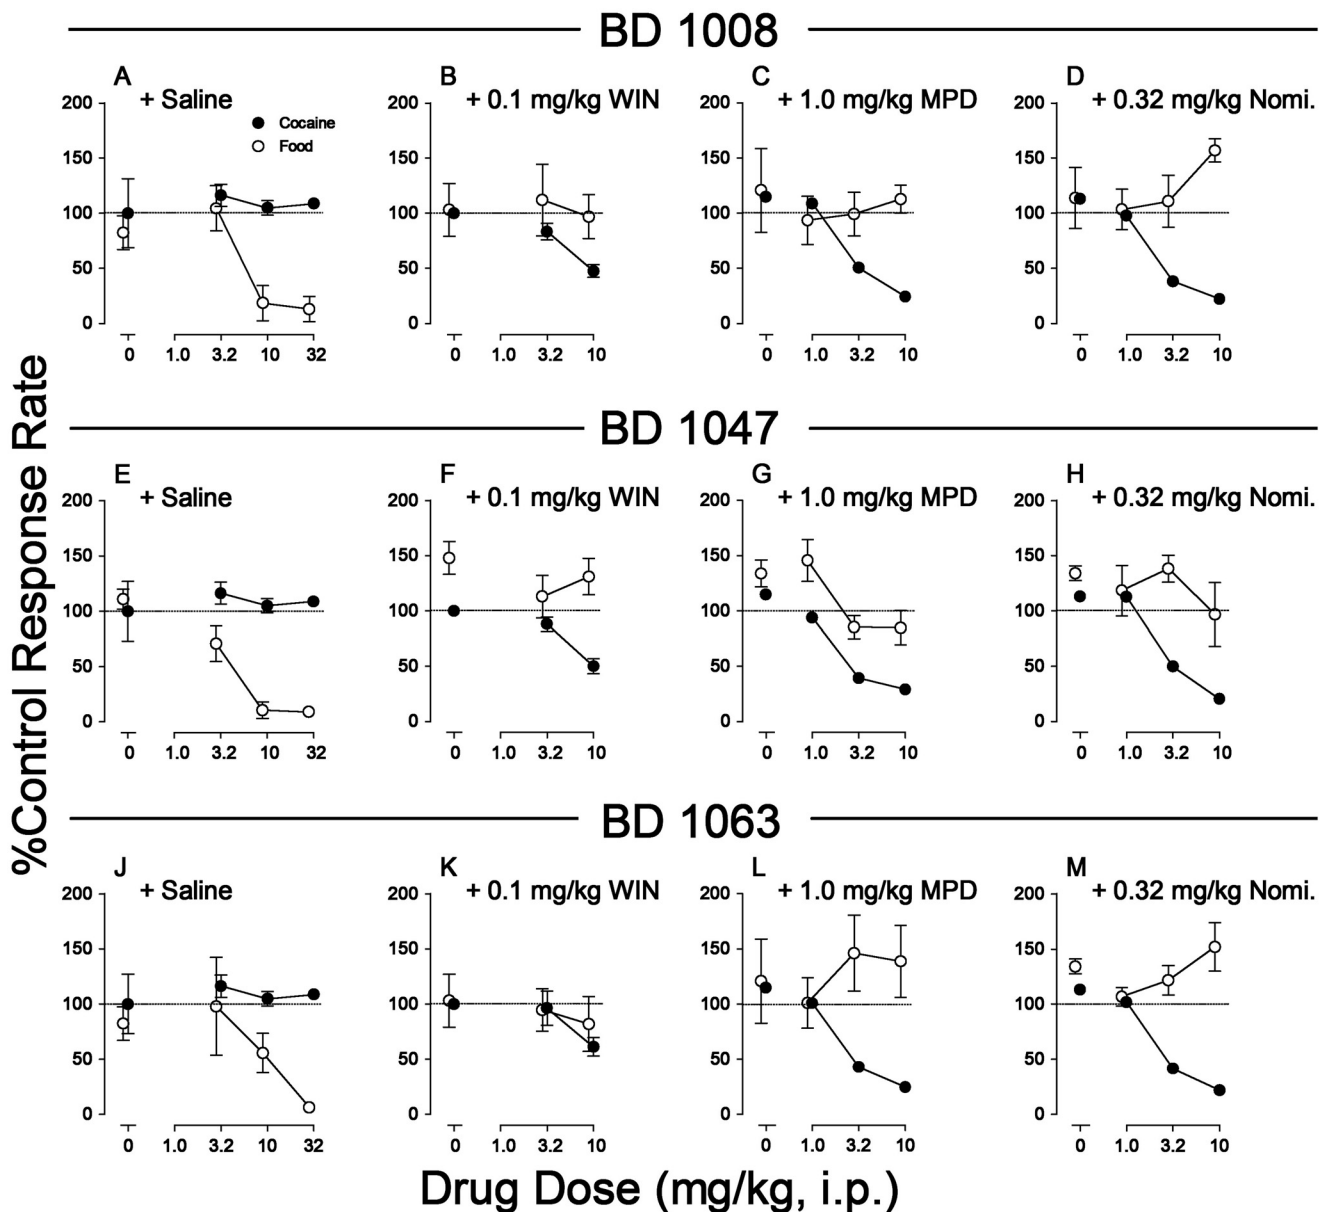 BD 1008
A
+ Saline
Cocaine
Food
200
150
100
50
0
0 1.0 3.2 10 32
B
+ 0.1 mg/kg WIN
200
150
100
50
0
0 1.0 3.2 10
C
+ 1.0 mg/kg MPD
200
150
100
50
0
0 1.0 3.2 10
D
+ 0.32 mg/kg Nomi.
200
150
100
50
0
0 1.0 3.2 10
%Control Response Rate
BD 1047
E
+ Saline
200
150
100
50
0
0 1.0 3.2 10 32
F
+ 0.1 mg/kg WIN
200
150
100
50
0
0 1.0 3.2 10
G
+ 1.0 mg/kg MPD
200
150
100
50
0
0 1.0 3.2 10
H
+ 0.32 mg/kg Nomi.
200
150
100
50
0
0 1.0 3.2 10
BD 1063
J
+ Saline
200
150
100
50
0
0 1.0 3.2 10 32
K
+ 0.1 mg/kg WIN
200
150
100
50
0
0 1.0 3.2 10
L
+ 1.0 mg/kg MPD
200
150
100
50
0
0 1.0 3.2 10
M
+ 0.32 mg/kg Nomi.
200
150
100
50
0
0 1.0 3.2 10
Drug Dose (mg/kg, i.p.)